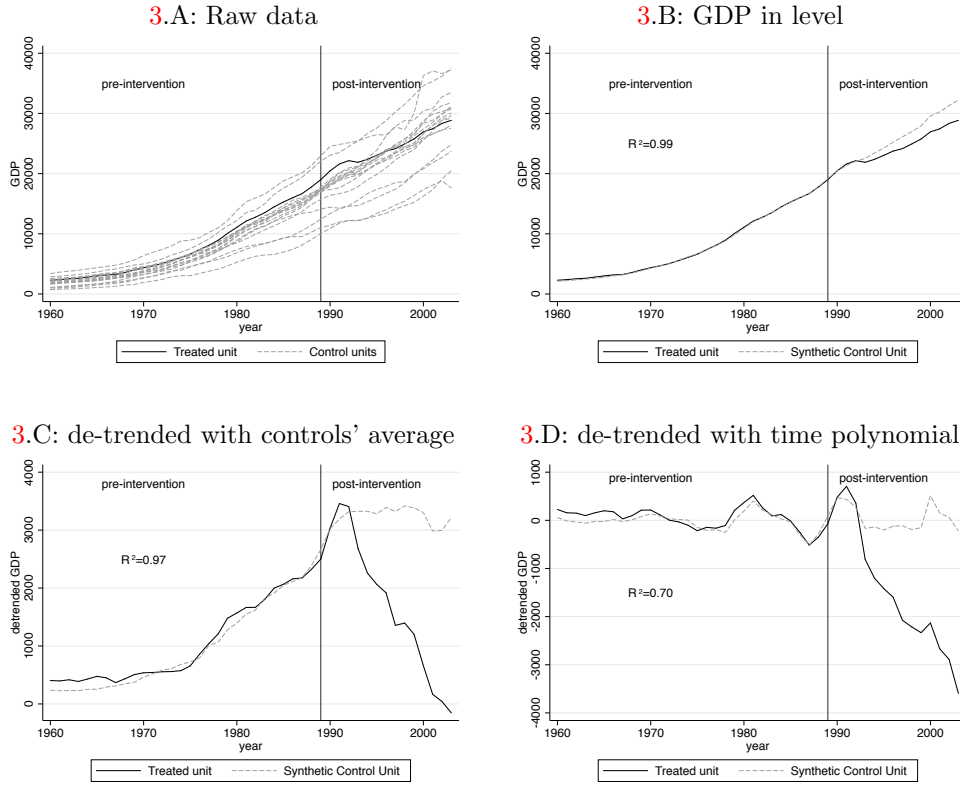 3.A: Raw data
40000
30000
20000
10000
0
GDP
pre-intervention
post-intervention
1960
1970
1980
1990
2000
year
Treated unit
Control units
3.B: GDP in level
40000
30000
20000
10000
0
GDP
pre-intervention
post-intervention
R²=0.99
1960
1970
1980
1990
2000
year
Treated unit
Synthetic Control Unit
3.C: de-trended with controls' average
4000
3000
2000
1000
0
detrended GDP
pre-intervention
post-intervention
R²=0.97
1960
1970
1980
1990
2000
year
Treated unit
Synthetic Control Unit
3.D: de-trended with time polynomial
1000
0
-1000
-2000
-3000
-4000
detrended GDP
pre-intervention
post-intervention
R²=0.70
1960
1970
1980
1990
2000
year
Treated unit
Synthetic Control Unit